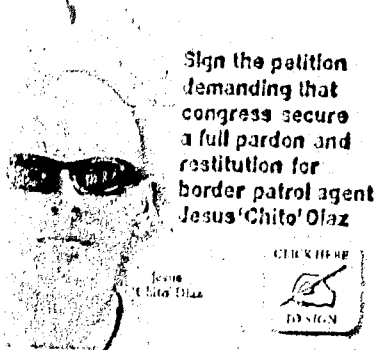 Sign the petition
demanding that
congress secure
a full pardon and
restitution for
border patrol agent
Jesus'Chito'Diaz
Jesus
'Chito' Diaz
CLICK HERE
TO SIGN